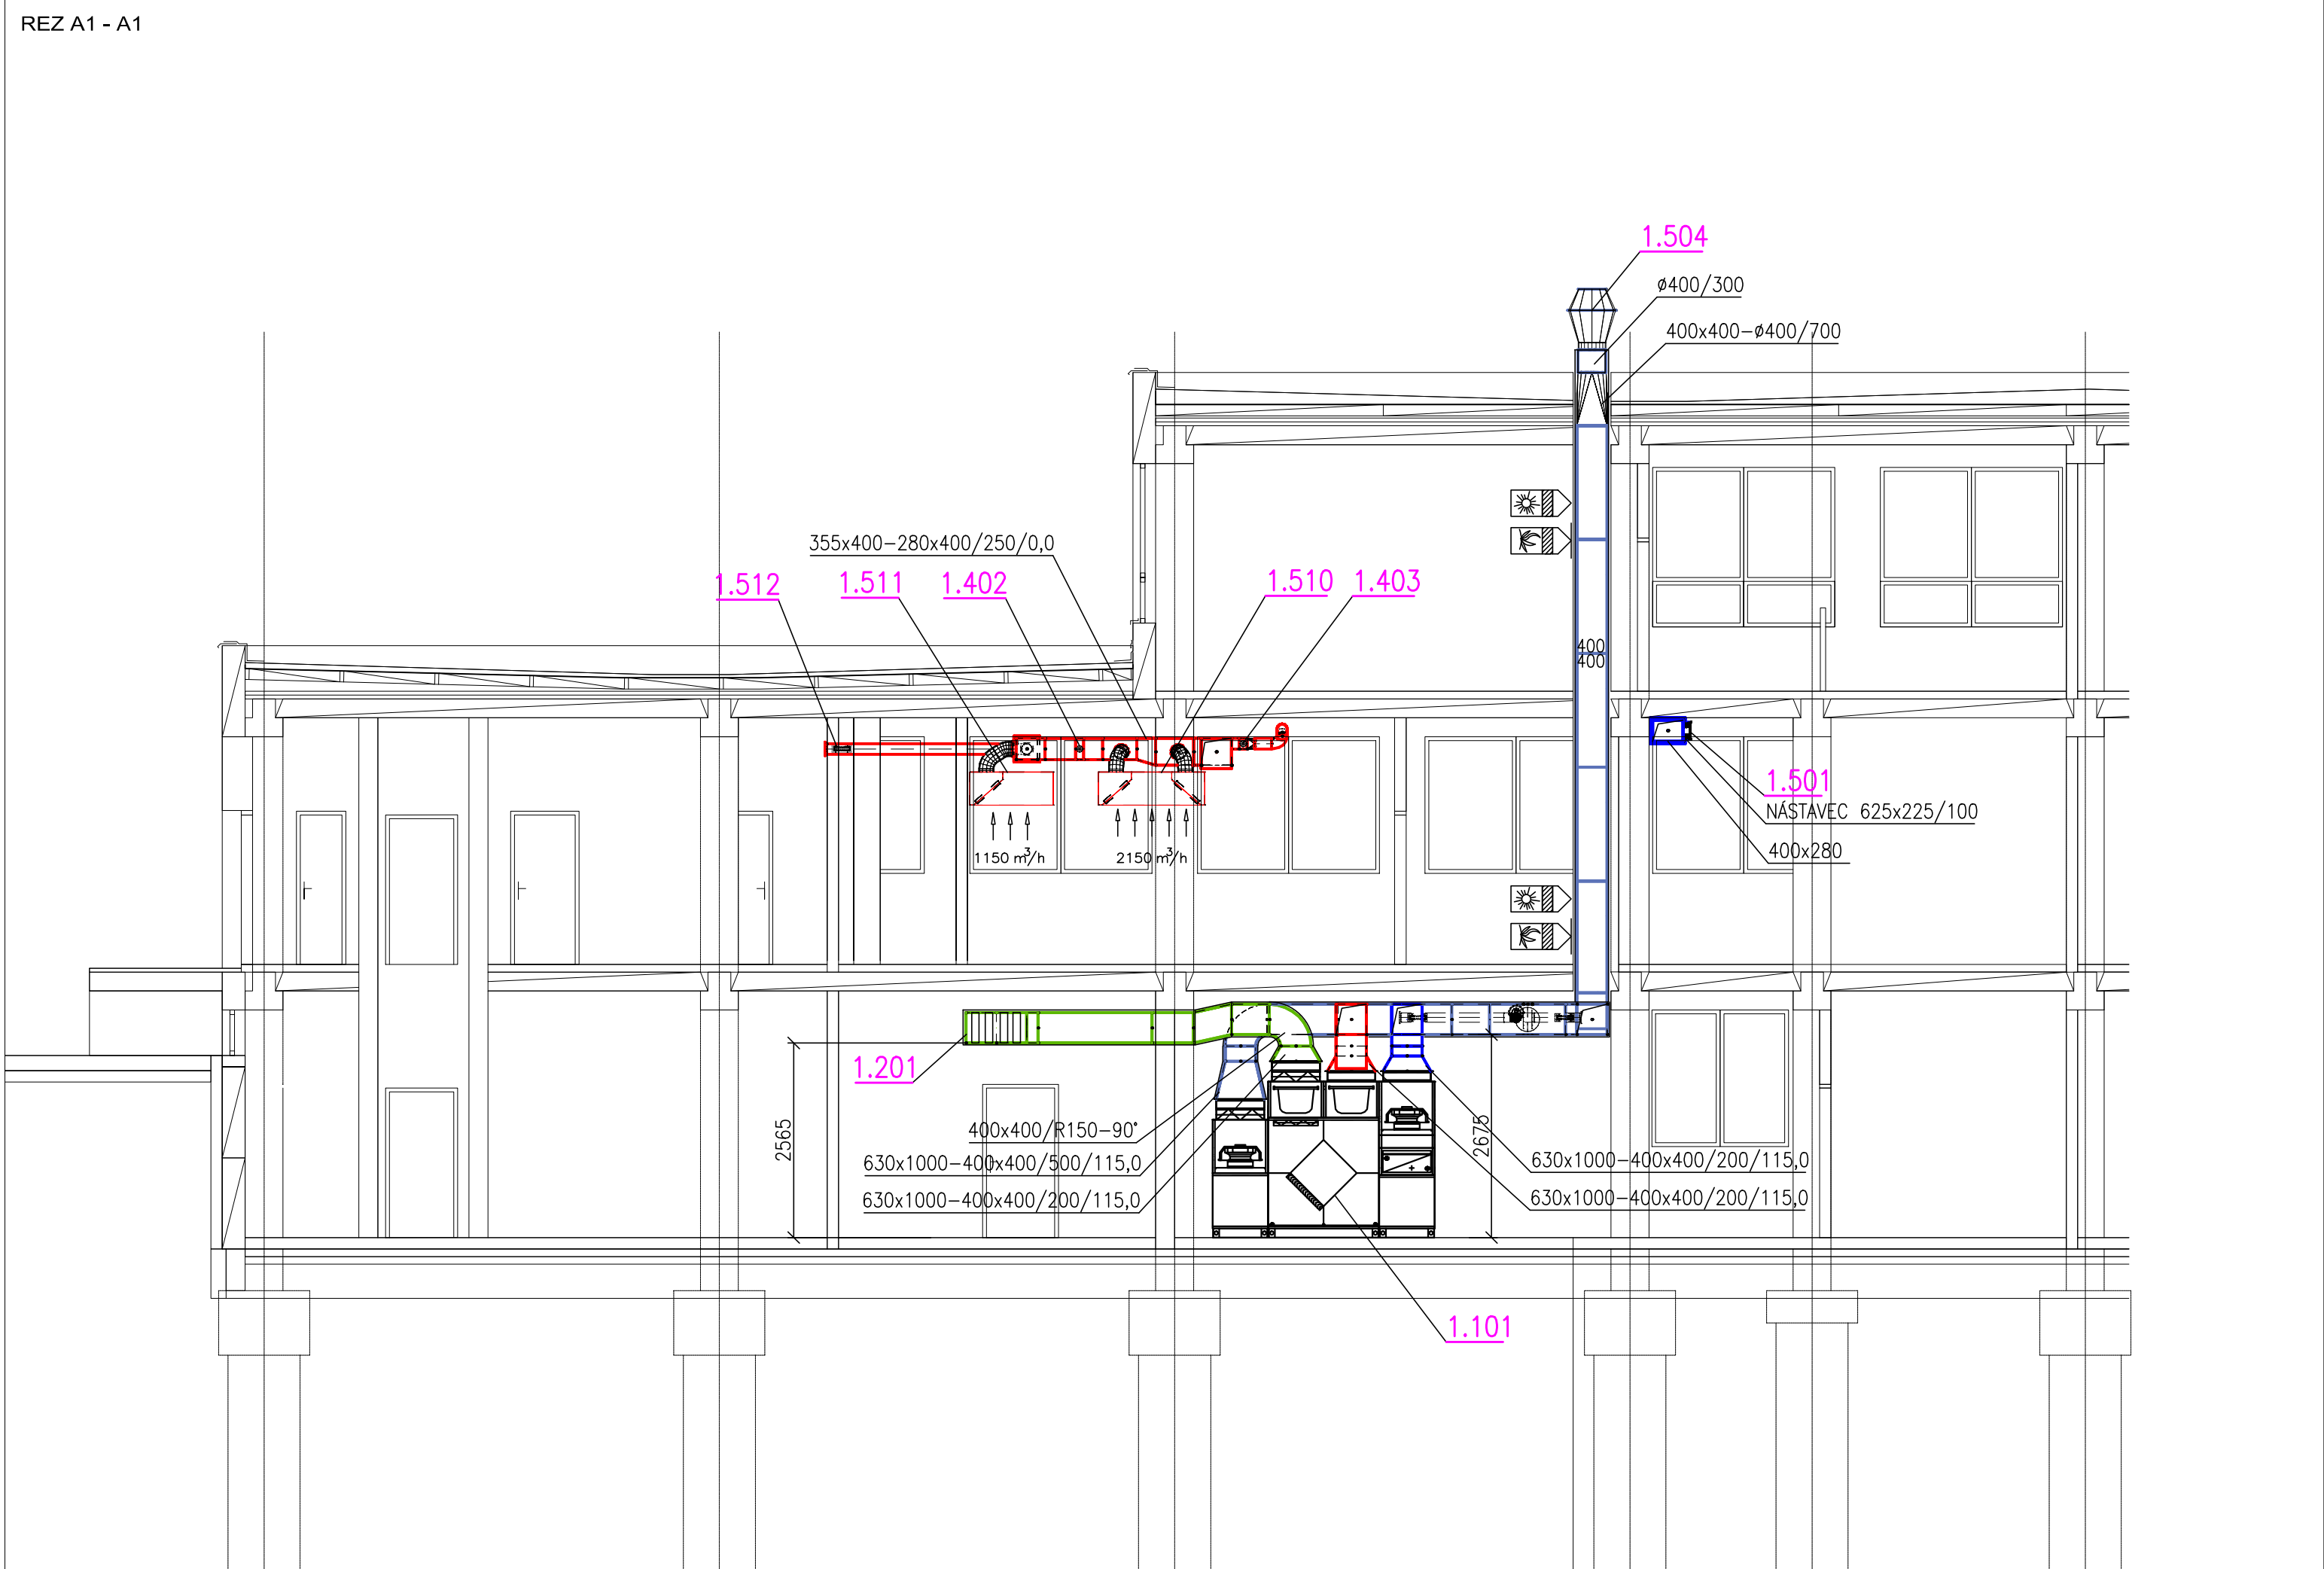 REZ A1 - A1
1.504
ø400/300
400x400-ø400/700
355x400-280x400/250/0,0
1.512
1.511
1.402
1.510
1.403
400
400
1.501
NÁSTAVEC 625x225/100
400x280
1150 m³/h
2150 m³/h
1.201
2565
400x400/R150-90°
630x1000-400x400/500/115,0
630x1000-400x400/200/115,0
2675
630x1000-400x400/200/115,0
630x1000-400x400/200/115,0
1.101